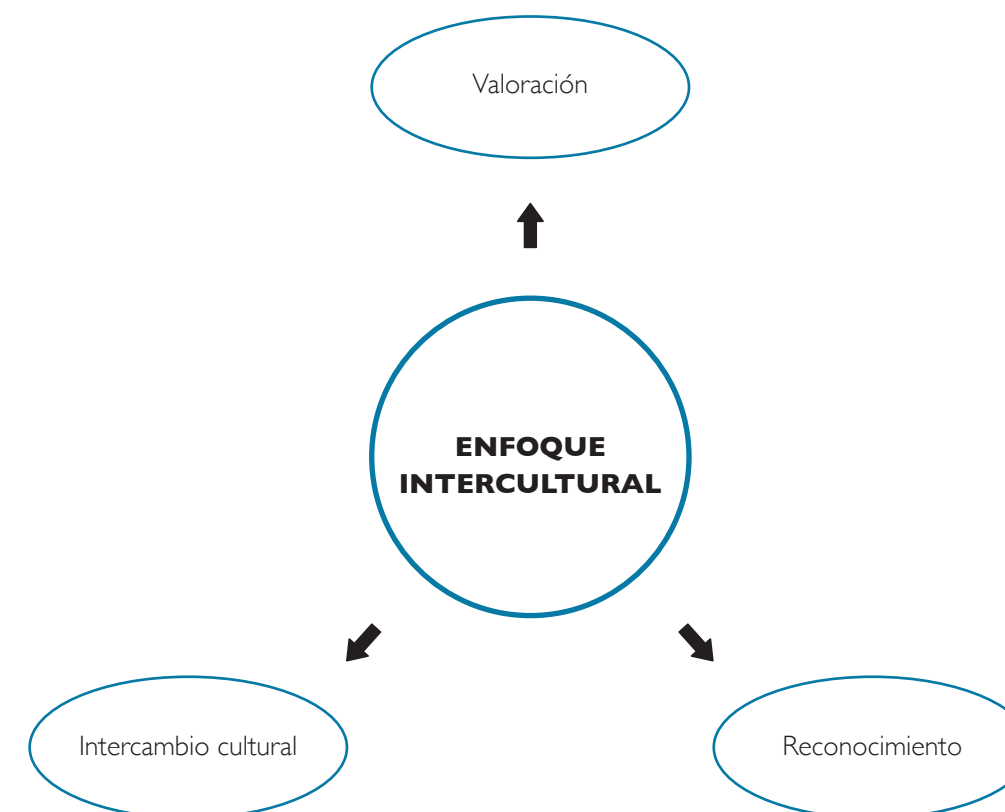 Valoración
ENFOQUE
INTERCULTURAL
Intercambio cultural
Reconocimiento